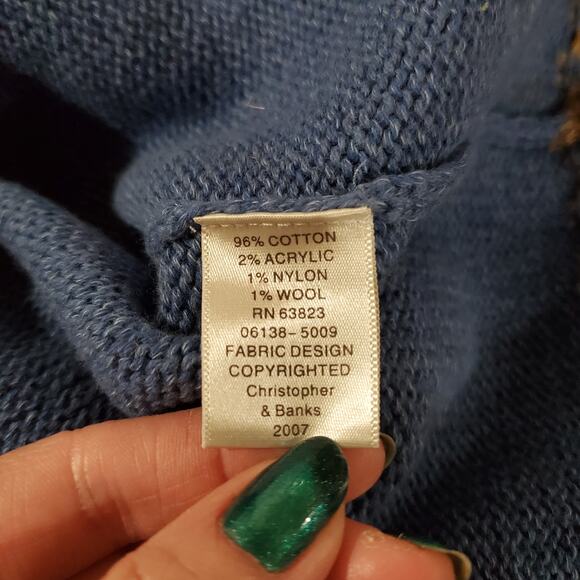 96% COTTON
2% ACRYLIC
1% NYLON
1% WOOL
RN 63823
06138-5009
FABRIC DESIGN
COPYRIGHTED
Christopher
& Banks
2007